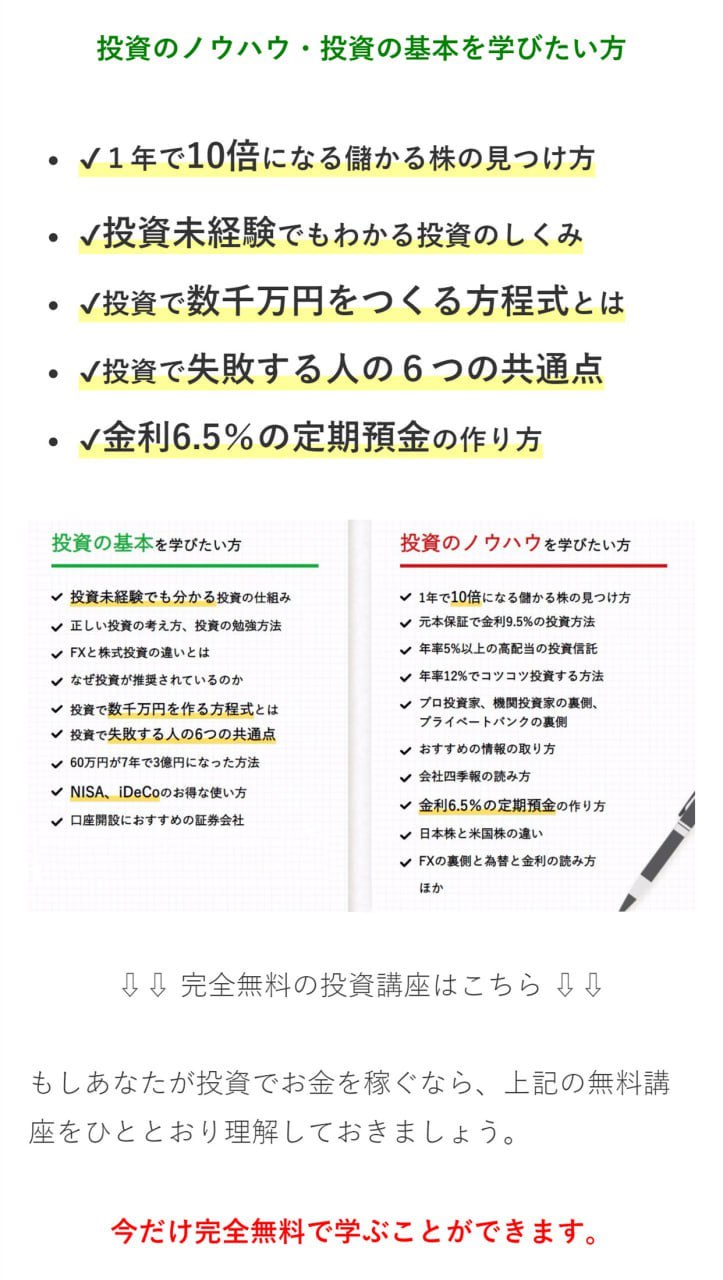 投資のノウハウ・投資の基本を学びたい方
✓１年で10倍になる儲かる株の見つけ方
✓投資未経験でもわかる投資のしくみ
✓投資で数千万円をつくる方程式とは
✓投資で失敗する人の６つの共通点
✓金利6.5％の定期預金の作り方
投資の基本を学びたい方
投資未経験でも分かる投資の仕組み
正しい投資の考え方、投資の勉強方法
FXと株式投資の違いとは
なぜ投資が推奨されているのか
投資で数千万円を作る方程式とは
投資で失敗する人の6つの共通点
60万円が7年で3億円になった方法
NISA、iDeCoのお得な使い方
口座開設におすすめの証券会社
投資のノウハウを学びたい方
1年で10倍になる儲かる株の見つけ方
元本保証で金利9.5%の投資方法
年率5%以上の高配当の投資信託
年率12%でコツコツ投資する方法
プロ投資家、機関投資家の裏側、
プライベートバンクの裏側
おすすめの情報の取り方
会社四季報の読み方
金利6.5%の定期預金の作り方
日本株と米国株の違い
FXの裏側と為替と金利の読み方
ほか
⇩⇩ 完全無料の投資講座はこちら ⇩⇩
もしあなたが投資でお金を稼ぐなら、上記の無料講
座をひととおり理解しておきましょう。
今だけ完全無料で学ぶことができます。